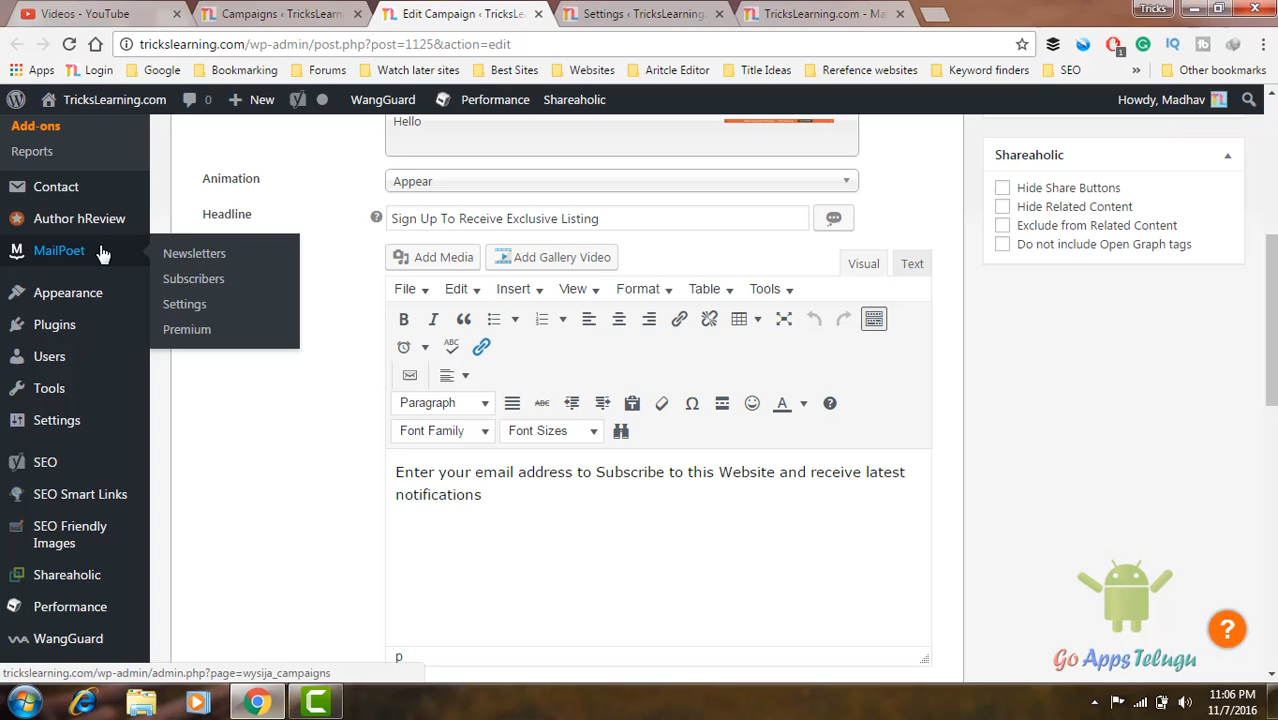 Videos - YouTube
Campaigns ‹ TricksLearning
Edit Campaign ‹ TricksLe
Settings ‹ TricksLearning
TricksLearning.com - Ma
Tricks
trickslearning.com/wp-admin/post.php?post=1125&action=edit
1
Apps Login Google Bookmarking Forums Watch later sites Best Sites Websites Aritcle Editor Title Ideas Rerefence websites Keyword finders SEO » Other bookmarks
TricksLearning.com 0 New WangGuard Performance Shareaholic Howdy, Madhav
Add-ons
Reports
Contact
Author hReview
MailPoet
Newsletters
Subscribers
Settings
Premium
Appearance
Plugins
Users
Tools
Settings
SEO
SEO Smart Links
SEO Friendly
Images
Shareaholic
Performance
WangGuard
Hello
Animation
Appear
Headline
Sign Up To Receive Exclusive Listing
Add Media Add Gallery Video
Visual Text
File Edit Insert View Format Table Tools
ABC
Paragraph
ABC
Font Family Font Sizes
Enter your email address to Subscribe to this Website and receive latest
notifications
p
Shareaholic
Hide Share Buttons
Hide Related Content
Exclude from Related Content
Do not include Open Graph tags
Go Apps Telugu
trickslearning.com/wp-admin/admin.php?page=wysija_campaigns
11:06 PM
11/7/2016